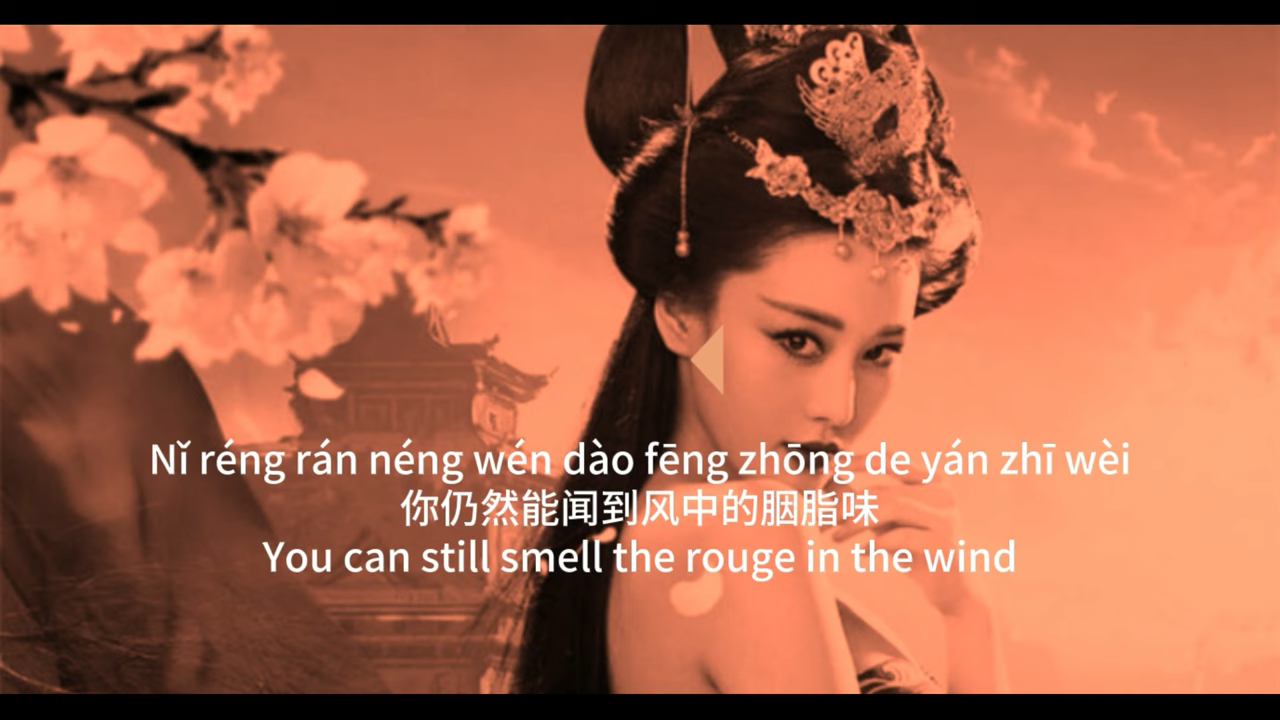 Nǐ réng rán néng wén dào fēng zhōng de yán zhī wèi
你仍然能闻到风中的胭脂味
You can still smell the rouge in the wind